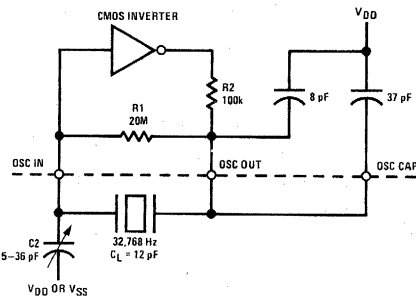 CMOS INVERTER
VDD
R2
100k
8 pF
37 pF
R1
20M
OSC IN
OSC OUT
OSC CAP
C2
5–36 pF
32,768 Hz
CL = 12 pF
VDD OR VSS